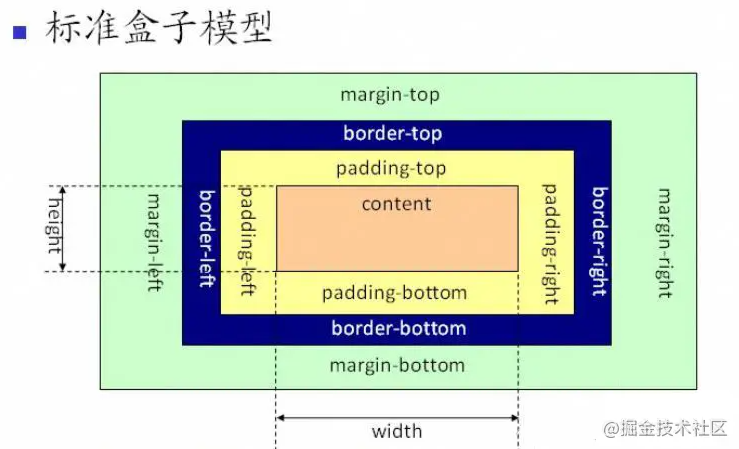 标准盒子模型
margin-top
border-top
padding-top
content
height
margin-left
border-left
padding-left
padding-right
border-right
margin-right
padding-bottom
border-bottom
margin-bottom
width
@掘金技术社区